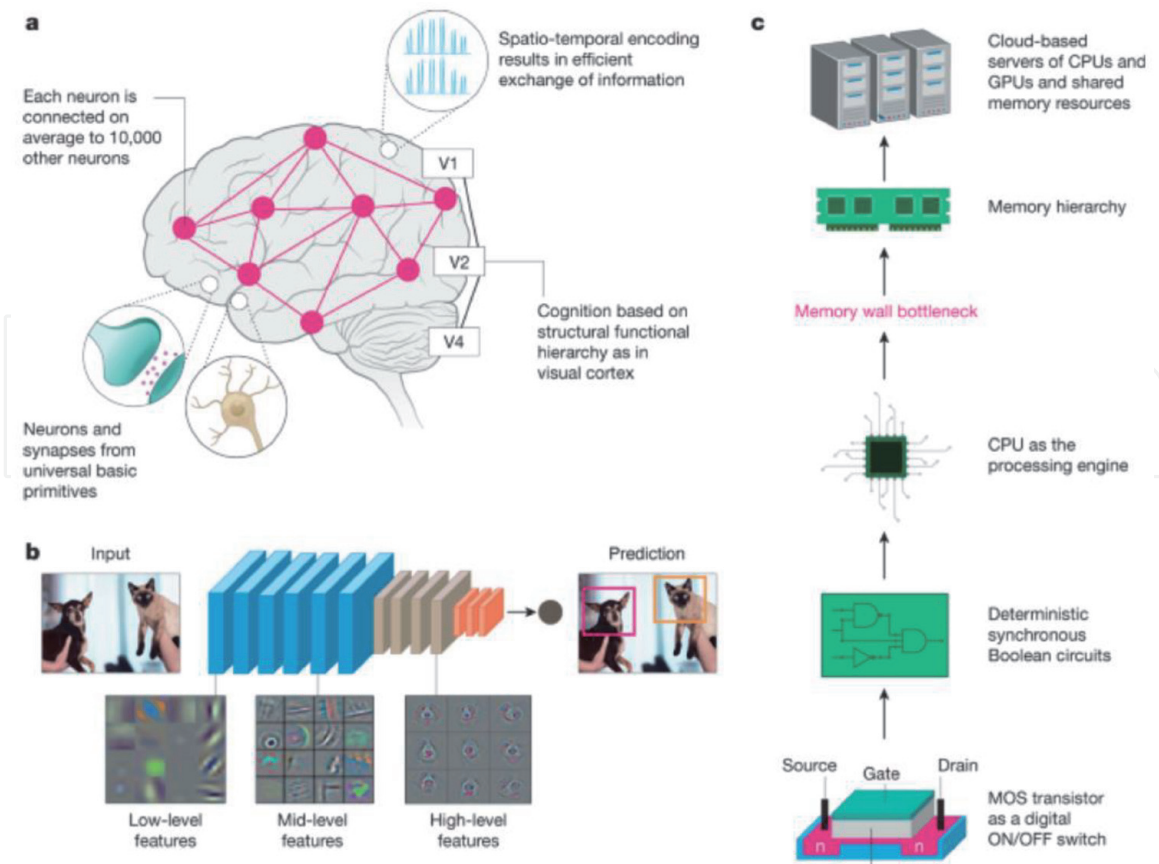 a
Spatio-temporal encoding
results in efficient
exchange of information
Each neuron is
connected on
average to 10,000
other neurons
V1
V2
V4
Cognition based on
structural functional
hierarchy as in
visual cortex
Neurons and
synapses from
universal basic
primitives
b
Input
Prediction
Low-level
features
Mid-level
features
High-level
features
c
Cloud-based
servers of CPUs and
GPUs and shared
memory resources
Memory hierarchy
Memory wall bottleneck
CPU as the
processing engine
Deterministic
synchronous
Boolean circuits
Source
Gate
Drain
n
n
MOS transistor
as a digital
ON/OFF switch